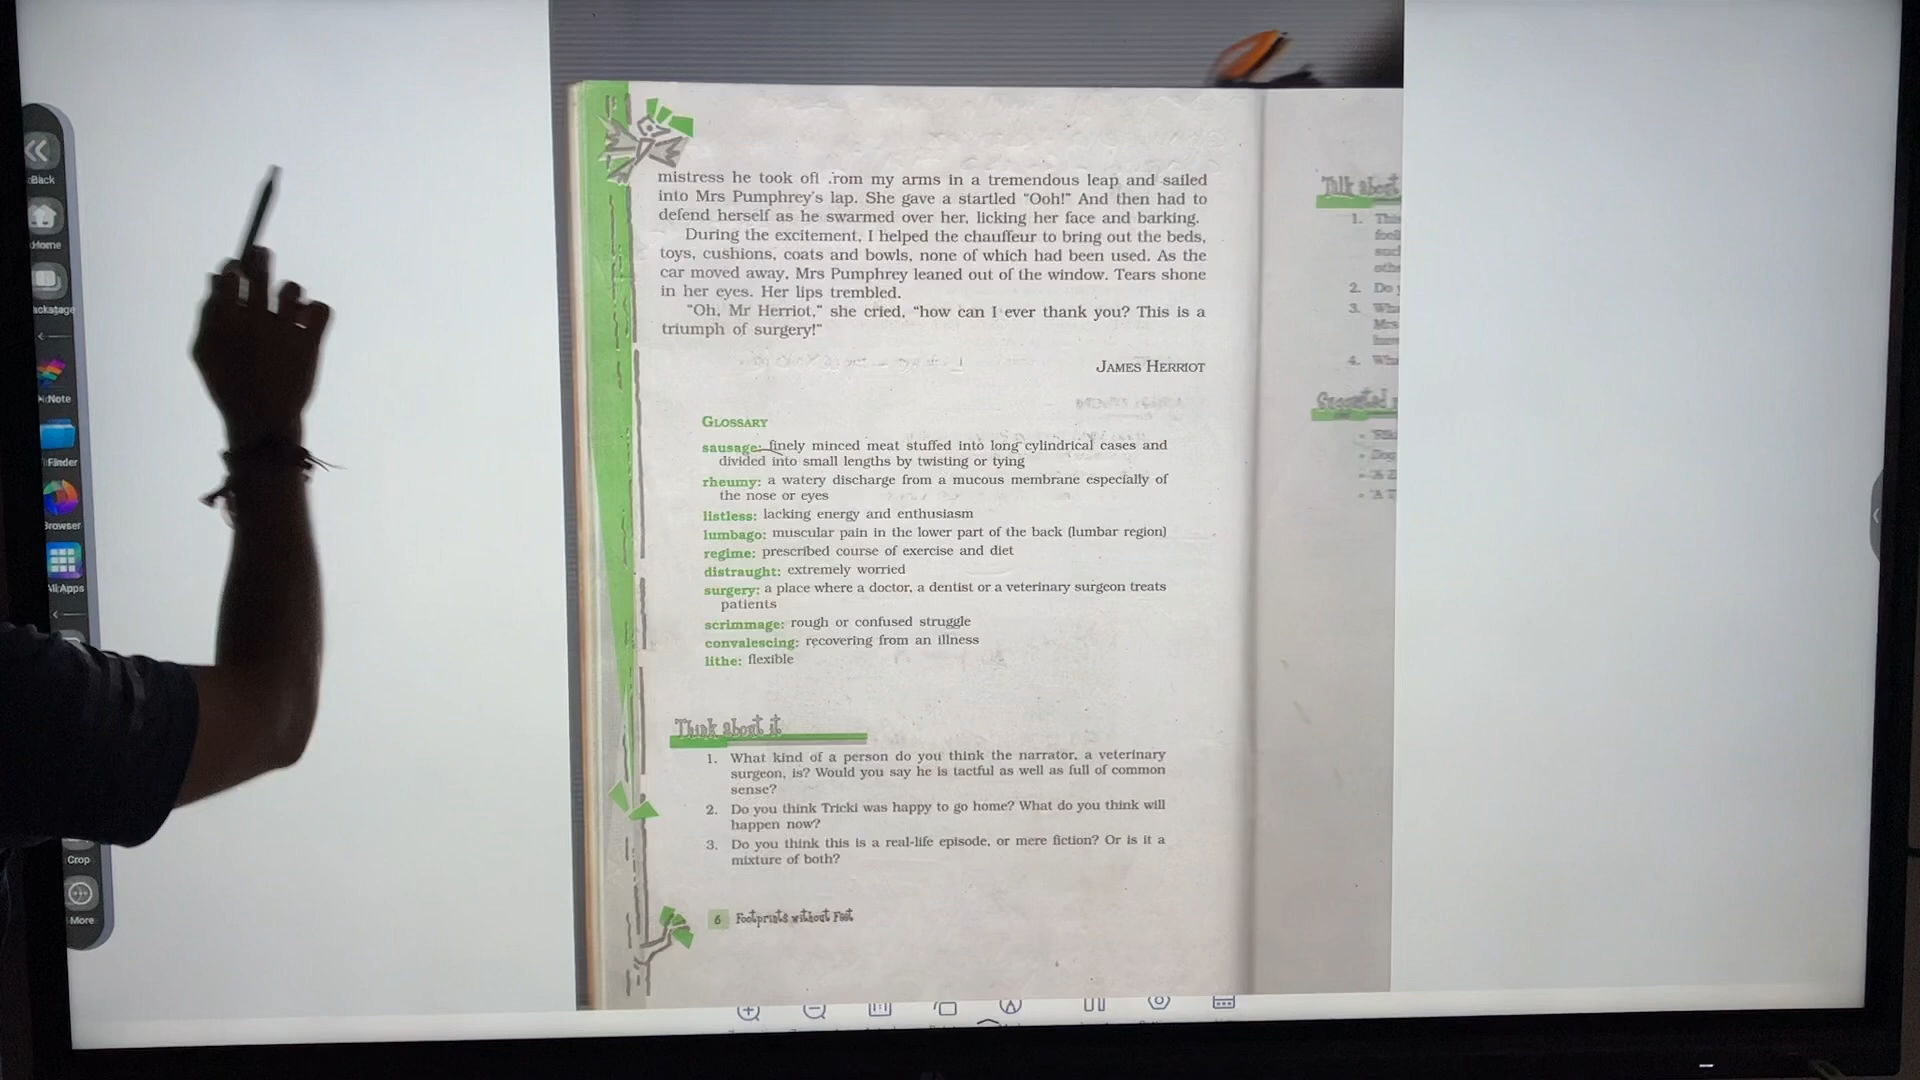 mistress he took off from my arms in a tremendous leap and sailed
into Mrs Pumphrey's lap. She gave a startled “Ooh!” And then had to
defend herself as he swarmed over her, licking her face and barking.
During the excitement, I helped the chauffeur to bring out the beds,
toys, cushions, coats and bowls, none of which had been used. As the
car moved away, Mrs Pumphrey leaned out of the window. Tears shone
in her eyes. Her lips trembled.
“Oh, Mr Herriot,” she cried, “how can I ever thank you? This is a
triumph of surgery!”
JAMES HERRIOT
GLOSSARY
sausage: finely minced meat stuffed into long cylindrical cases and
divided into small lengths by twisting or tying
rheumy: a watery discharge from a mucous membrane especially of
the nose or eyes
listless: lacking energy and enthusiasm
lumbago: muscular pain in the lower part of the back (lumbar region)
regime: prescribed course of exercise and diet
distraught: extremely worried
surgery: a place where a doctor, a dentist or a veterinary surgeon treats
patients
scrimmage: rough or confused struggle
convalescing: recovering from an illness
lithe: flexible
Think about it
1. What kind of a person do you think the narrator, a veterinary
surgeon, is? Would you say he is tactful as well as full of common
sense?
2. Do you think Tricki was happy to go home? What do you think will
happen now?
3. Do you think this is a real-life episode, or mere fiction? Or is it a
mixture of both?
6 Footprints without Feet
Talk about
1. This
feel
such
othe
2. Do y
3. Wha
Mrs
4. Wha
Back
Home
Note
Finder
Browser
All Apps
Crop
More